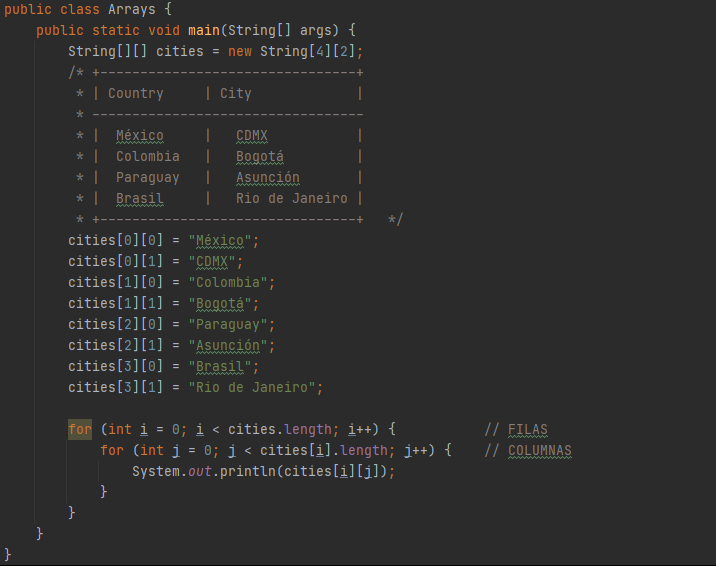 public class Arrays {
    public static void main(String[] args) {
        String[][] cities = new String[4][2];
        /* +--------------------------------+
         * | Country     | City             |
         * ----------------------------------
         * |  México     |   CDMX           |
         * |  Colombia   |   Bogotá         |
         * |  Paraguay   |   Asunción       |
         * |  Brasil     |   Rio de Janeiro |
         * +--------------------------------+   */
        cities[0][0] = "México";
        cities[0][1] = "CDMX";
        cities[1][0] = "Colombia";
        cities[1][1] = "Bogotá";
        cities[2][0] = "Paraguay";
        cities[2][1] = "Asunción";
        cities[3][0] = "Brasil";
        cities[3][1] = "Rio de Janeiro";

        for (int i = 0; i < cities.length; i++) {           // FILAS
            for (int j = 0; j < cities[i].length; j++) {    // COLUMNAS
                System.out.println(cities[i][j]);
            }
        }
    }
}